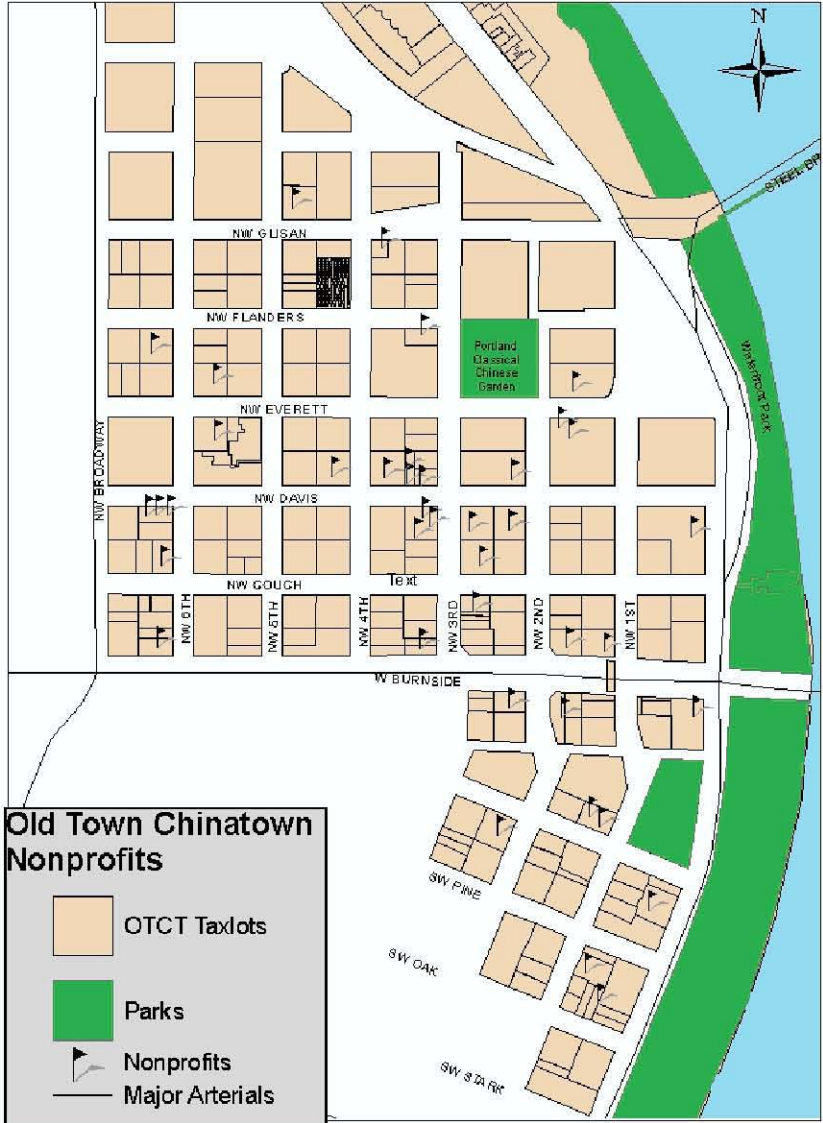 N
STEEL BR
NW GLISAN
NW FLANDERS
Portland
Classical
Chinese
Garden
Waterfront Park
NW EVERETT
NW BROADWAY
NW DAVIS
NW GOUCH
Text
NW 6TH
NW 5TH
NW 4TH
NW 3RD
NW 2ND
NW 1ST
W BURNSIDE
SW PINE
SW OAK
SW STARK
Old Town Chinatown
Nonprofits
OTCT Taxlots
Parks
Nonprofits
Major Arterials